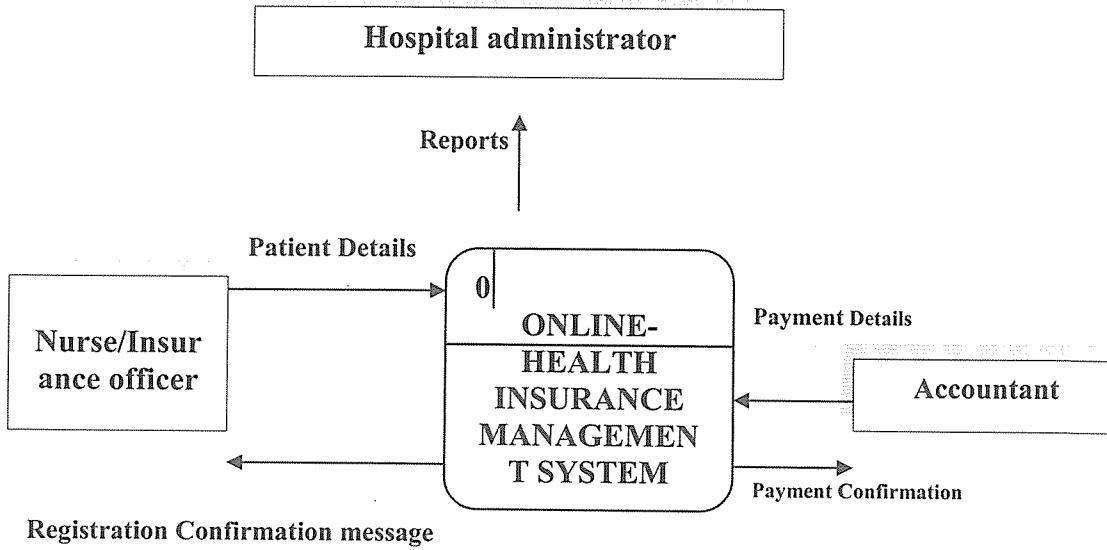 Hospital administrator
Reports
Patient Details
0
ONLINE-
HEALTH
INSURANCE
MANAGEMEN
T SYSTEM
Nurse/Insur
ance officer
Payment Details
Accountant
Payment Confirmation
Registration Confirmation message